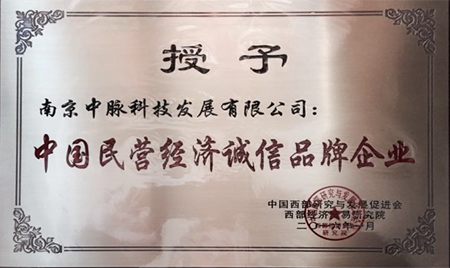 授予
南京中脉科技发展有限公司：
中国民营经济诚信品牌企业
中国西部研究与发展促进会
西部经济贸易研究院